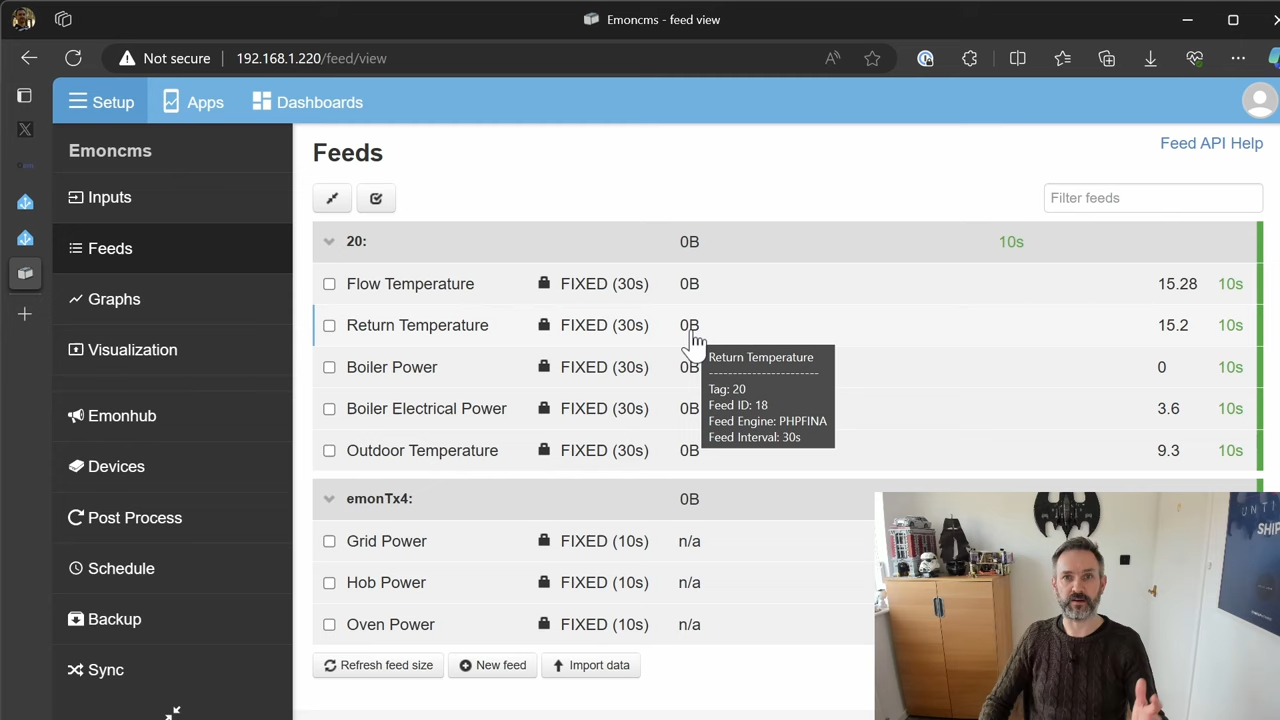 Emoncms - feed view
Not secure 192.168.1.220/feed/view
Setup Apps Dashboards
Emoncms
Inputs
Feeds
Graphs
Visualization
Emonhub
Devices
Post Process
Schedule
Backup
Sync
Feeds
Feed API Help
Filter feeds
20: 0B 10s
Flow Temperature FIXED (30s) 0B 15.28 10s
Return Temperature FIXED (30s) 0B 15.2 10s
Boiler Power FIXED (30s) 0B 0 10s
Boiler Electrical Power FIXED (30s) 0B 3.6 10s
Outdoor Temperature FIXED (30s) 0B 9.3 10s
Return Temperature
------------------------
Tag: 20
Feed ID: 18
Feed Engine: PHPFINA
Feed Interval: 30s
emonTx4: 0B
Grid Power FIXED (10s) n/a
Hob Power FIXED (10s) n/a
Oven Power FIXED (10s) n/a
Refresh feed size New feed Import data
UNTI
SHIP